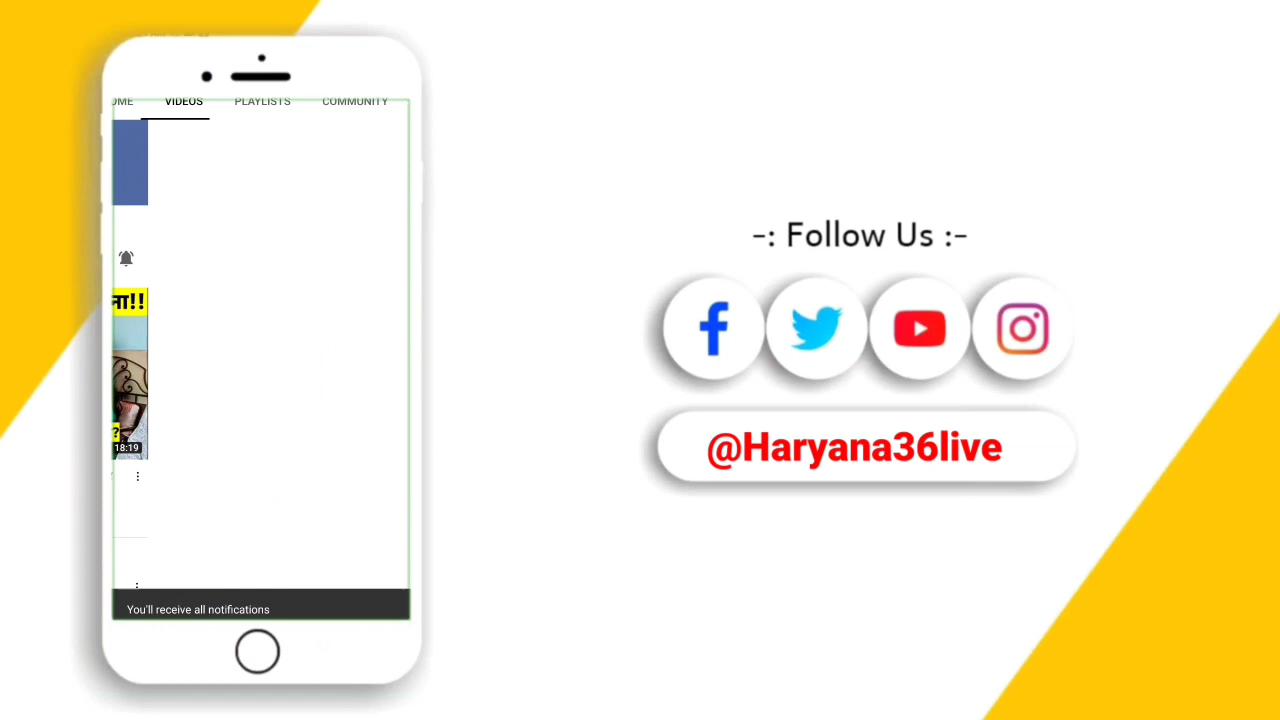 OME VIDEOS PLAYLISTS COMMUNITY
ना!!
?
18:19
You'll receive all notifications
-: Follow Us :-
@Haryana36live